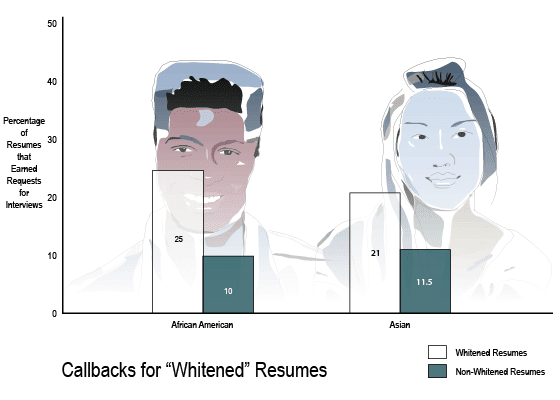 50
40
30
20
10
0
Percentage
of
Resumes
that
Earned
Requests
for
Interviews
25
10
21
11.5
African American
Asian
Callbacks for “Whitened” Resumes
Whitened Resumes
Non-Whitened Resumes